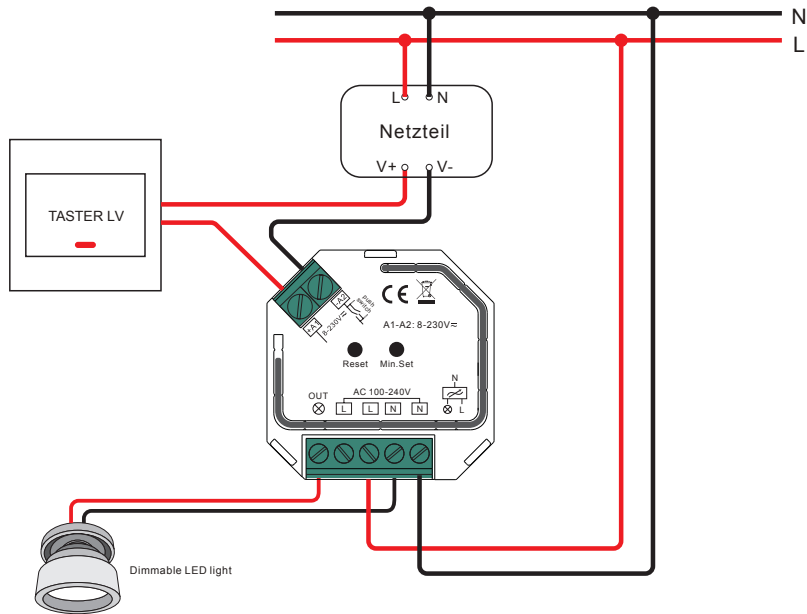 N
L
L N
Netzteil
V+ V-
TASTER LV
+A1
-A2
8-230V≂
push
switch
CE
A1-A2: 8-230V≂
Reset
Min.Set
N
L
OUT
AC 100-240V
L L N N
Dimmable LED light